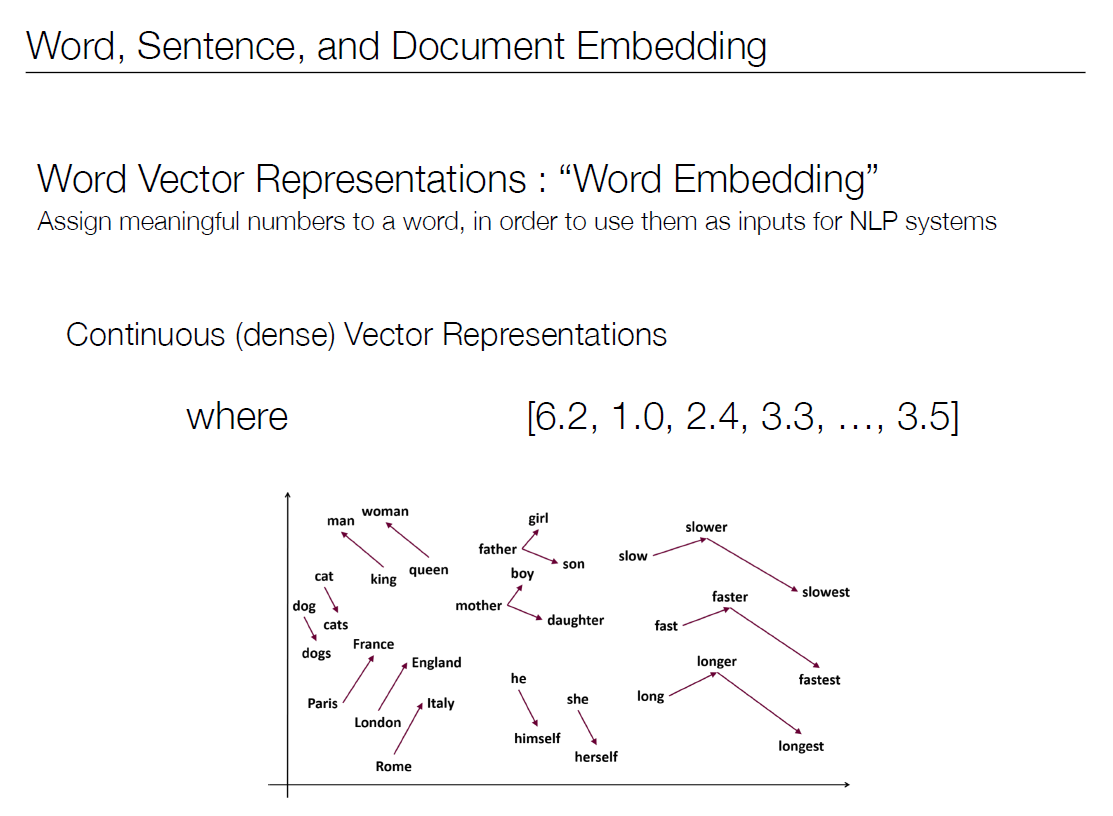 Word, Sentence, and Document Embedding
Word Vector Representations : “Word Embedding”
Assign meaningful numbers to a word, in order to use them as inputs for NLP systems
Continuous (dense) Vector Representations
where [6.2, 1.0, 2.4, 3.3, …, 3.5]
man
woman
king
queen
cat
cats
dog
dogs
France
Paris
England
London
Italy
Rome
father
girl
son
mother
boy
daughter
he
himself
she
herself
slow
slower
slowest
fast
faster
fastest
long
longer
longest